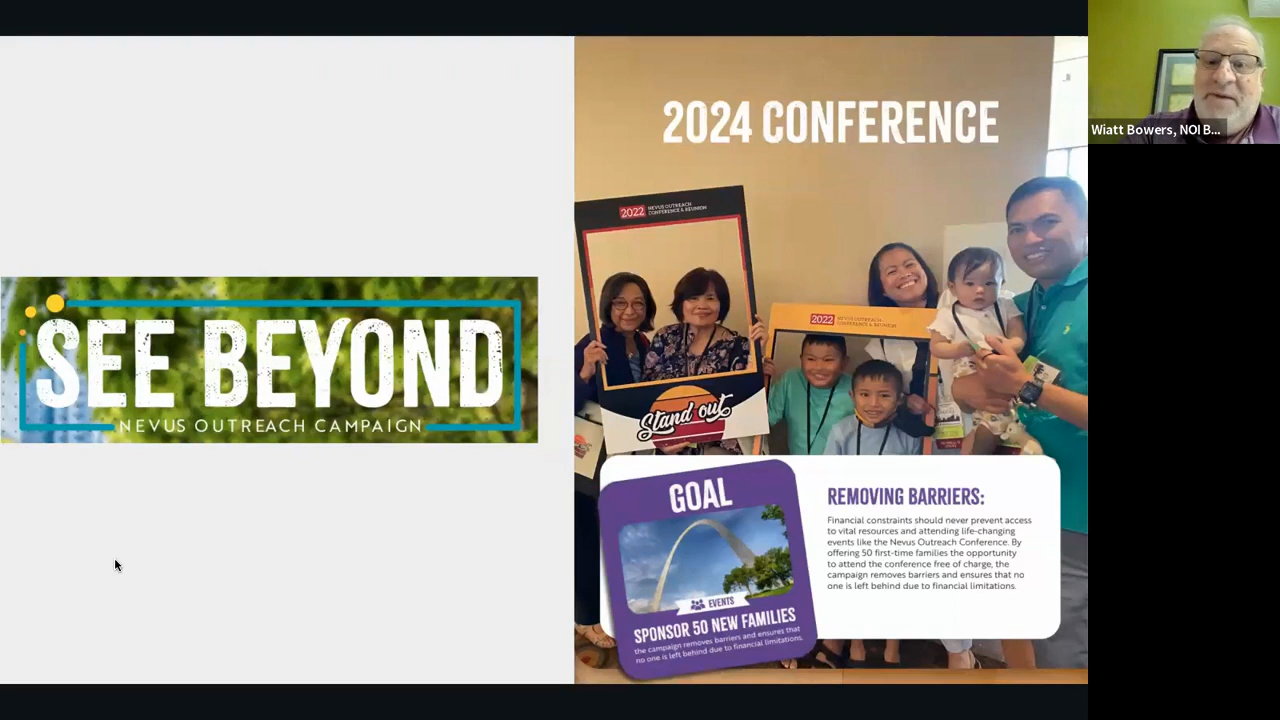 SEE BEYOND
NEVUS OUTREACH CAMPAIGN
2024 CONFERENCE
2022 NEVUS OUTREACH
CONFERENCE & REUNION
Stand out
2022 NEVUS OUTREACH
CONFERENCE & REUNION
GOAL
EVENTS
SPONSOR 50 NEW FAMILIES
the campaign removes barriers and ensures that
no one is left behind due to financial limitations.
REMOVING BARRIERS:
Financial constraints should never prevent access
to vital resources and attending life-changing
events like the Nevus Outreach Conference. By
offering 50 first-time families the opportunity
to attend the conference free of charge, the
campaign removes barriers and ensures that no
one is left behind due to financial limitations.
Wiatt Bowers, NOI B...